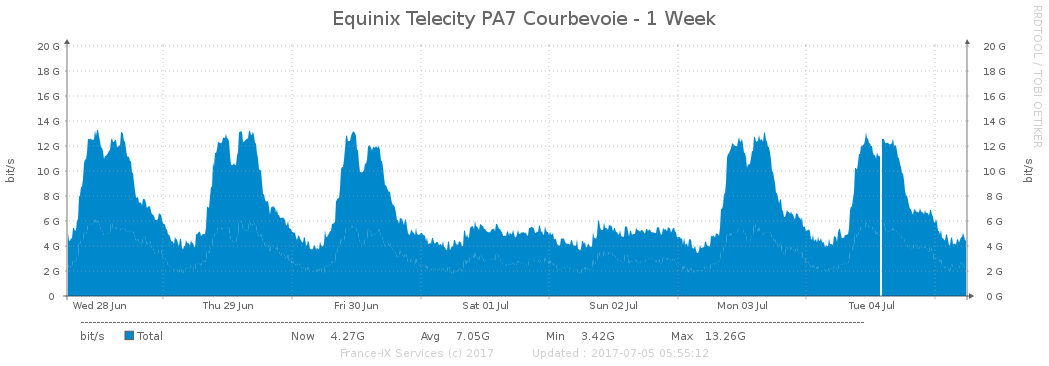 Equinix Telecity PA7 Courbevoie - 1 Week
RRDTOOL / TOBI OETIKER
20 G 20 G
18 G 18 G
16 G 16 G
14 G 14 G
12 G 12 G
10 G 10 G
8 G 8 G
6 G 6 G
4 G 4 G
2 G 2 G
0 0 G
bit/s
bit/s
Wed 28 Jun Thu 29 Jun Fri 30 Jun Sat 01 Jul Sun 02 Jul Mon 03 Jul Tue 04 Jul
bit/s Total Now 4.27G Avg 7.05G Min 3.42G Max 13.26G
France-IX Services (c) 2017 Updated : 2017-07-05 05:55:12